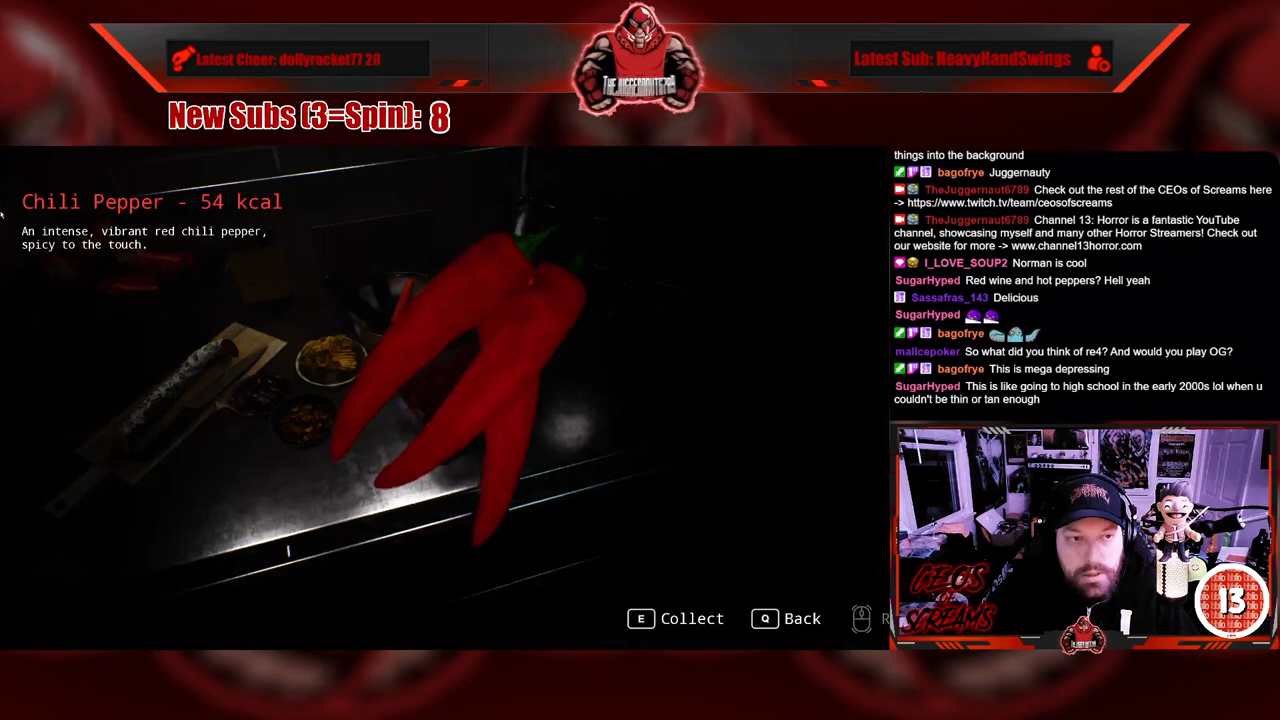 Latest Cheer: dollyrocket77 20
THEJUGGERNAUT6789
Latest Sub: HeavyHandSwings
New Subs (3=Spin): 8
Chili Pepper - 54 kcal
An intense, vibrant red chili pepper,
spicy to the touch.
E Collect
Q Back
R
things into the background
bagofrye Juggernauty
TheJuggernaut6789 Check out the rest of the CEOs of Screams here
-> https://www.twitch.tv/team/ceosofscreams
TheJuggernaut6789 Channel 13: Horror is a fantastic YouTube
channel, showcasing myself and many other Horror Streamers! Check out
our website for more -> www.channel13horror.com
I_LOVE_SOUP2 Norman is cool
SugarHyped Red wine and hot peppers? Hell yeah
Sassafras_143 Delicious
SugarHyped
bagofrye
malicepoker So what did you think of re4? And would you play OG?
bagofrye This is mega depressing
SugarHyped This is like going to high school in the early 2000s lol when u
couldn't be thin or tan enough
CEOS
OF
SCREAMS
13